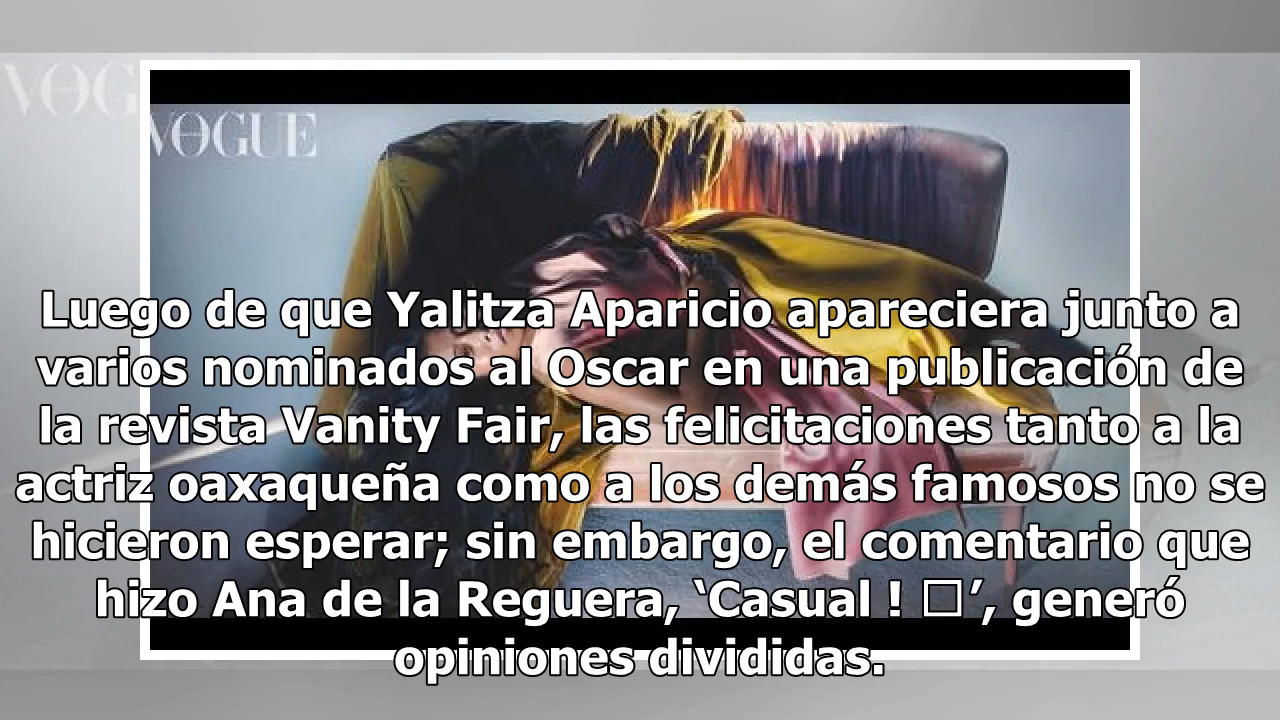 VOG
VOGUE
Luego de que Yalitza Aparicio apareciera junto a
varios nominados al Oscar en una publicación de
la revista Vanity Fair, las felicitaciones tanto a la
actriz oaxaqueña como a los demás famosos no se
hicieron esperar; sin embargo, el comentario que
hizo Ana de la Reguera, ‘Casual ! □’, generó
opiniones divididas.